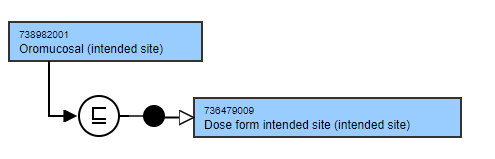 738982001
Oromucosal (intended site)
⊑
736479009
Dose form intended site (intended site)